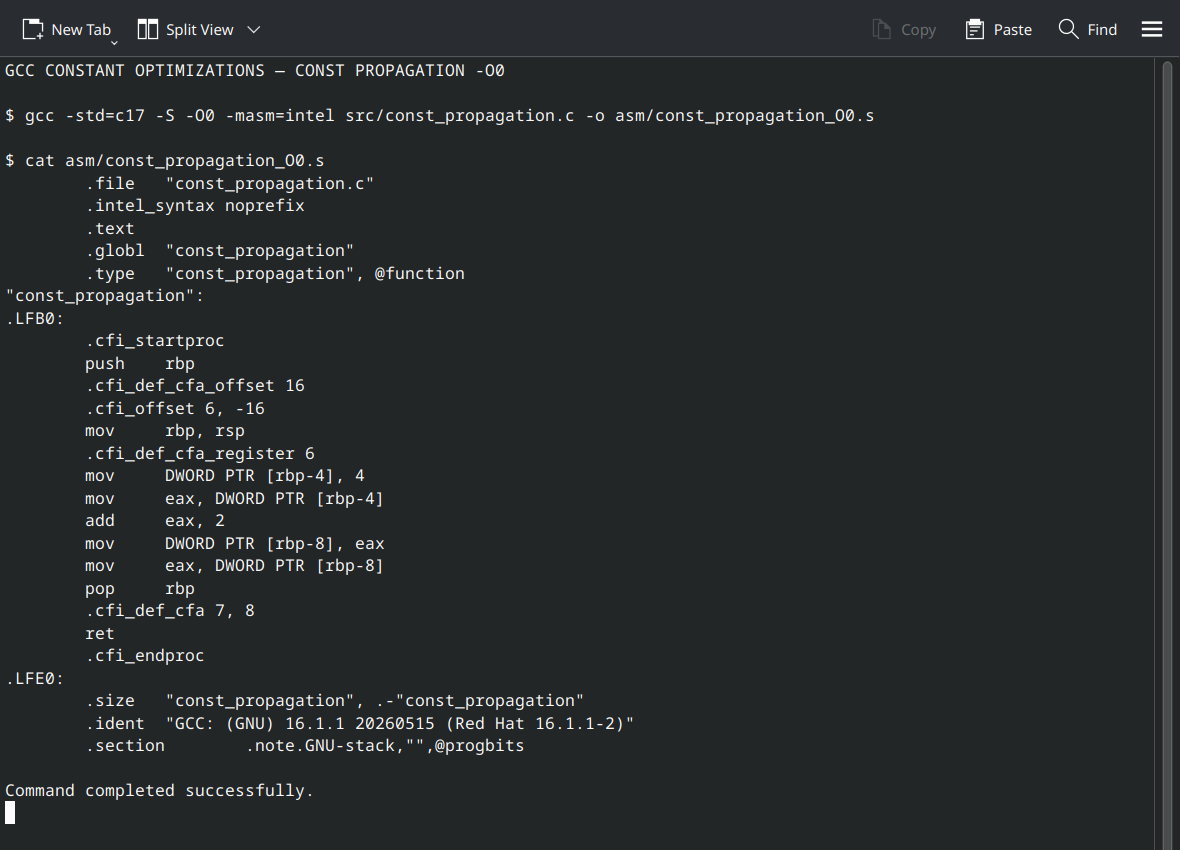 New Tab Split View Copy Paste Find
GCC CONSTANT OPTIMIZATIONS — CONST PROPAGATION -O0
$ gcc -std=c17 -S -O0 -masm=intel src/const_propagation.c -o asm/const_propagation_O0.s
$ cat asm/const_propagation_O0.s
        .file   "const_propagation.c"
        .intel_syntax noprefix
        .text
        .globl  "const_propagation"
        .type   "const_propagation", @function
"const_propagation":
.LFB0:
        .cfi_startproc
        push    rbp
        .cfi_def_cfa_offset 16
        .cfi_offset 6, -16
        mov     rbp, rsp
        .cfi_def_cfa_register 6
        mov     DWORD PTR [rbp-4], 4
        mov     eax, DWORD PTR [rbp-4]
        add     eax, 2
        mov     DWORD PTR [rbp-8], eax
        mov     eax, DWORD PTR [rbp-8]
        pop     rbp
        .cfi_def_cfa 7, 8
        ret
        .cfi_endproc
.LFE0:
        .size   "const_propagation", .-"const_propagation"
        .ident  "GCC: (GNU) 16.1.1 20260515 (Red Hat 16.1.1-2)"
        .section        .note.GNU-stack,"",@progbits
Command completed successfully.